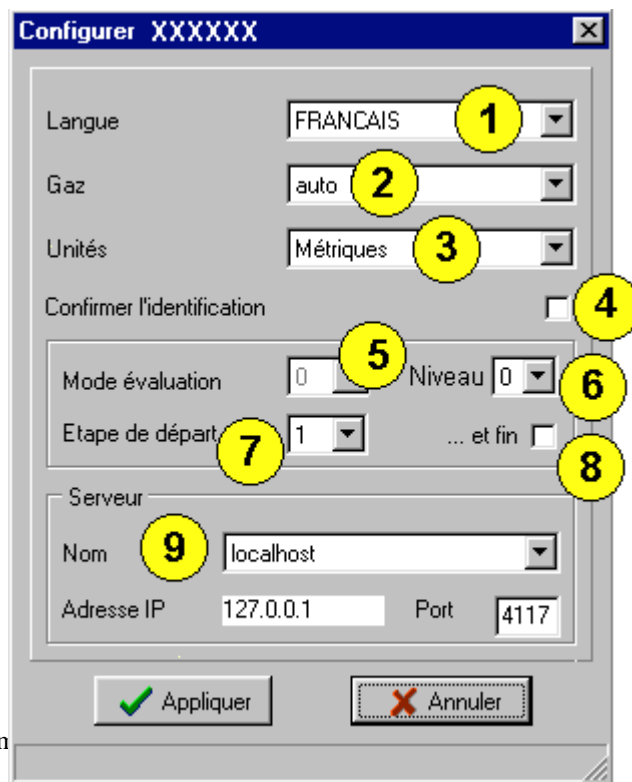 Configurer XXXXXX
Langue FRANCAIS 1
Gaz auto 2
Unités Métriques 3
Confirmer l'identification 4
5
Mode évaluation 0 Niveau 0 6
Etape de départ 7 1 ... et fin 8
Serveur
Nom 9 localhost
Adresse IP 127.0.0.1 Port 4117
Appliquer Annuler